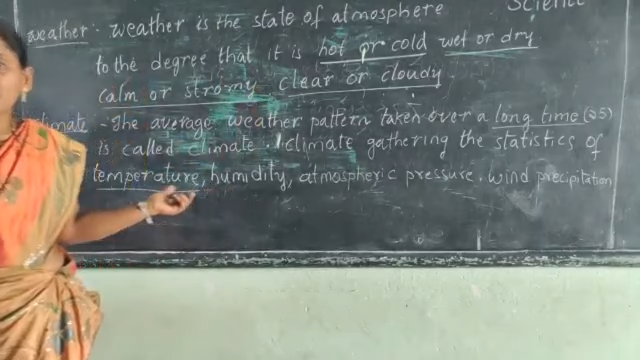 Science
weather - weather is the state of atmosphere
to the degree that it is hot or cold wet or dry
calm or stromy clear or cloudy.
climate - The average weather pattern taken over a long time (25)
is called climate. climate gathering the statistics of
temperature, humidity, atmospheric pressuse. wind precipitation